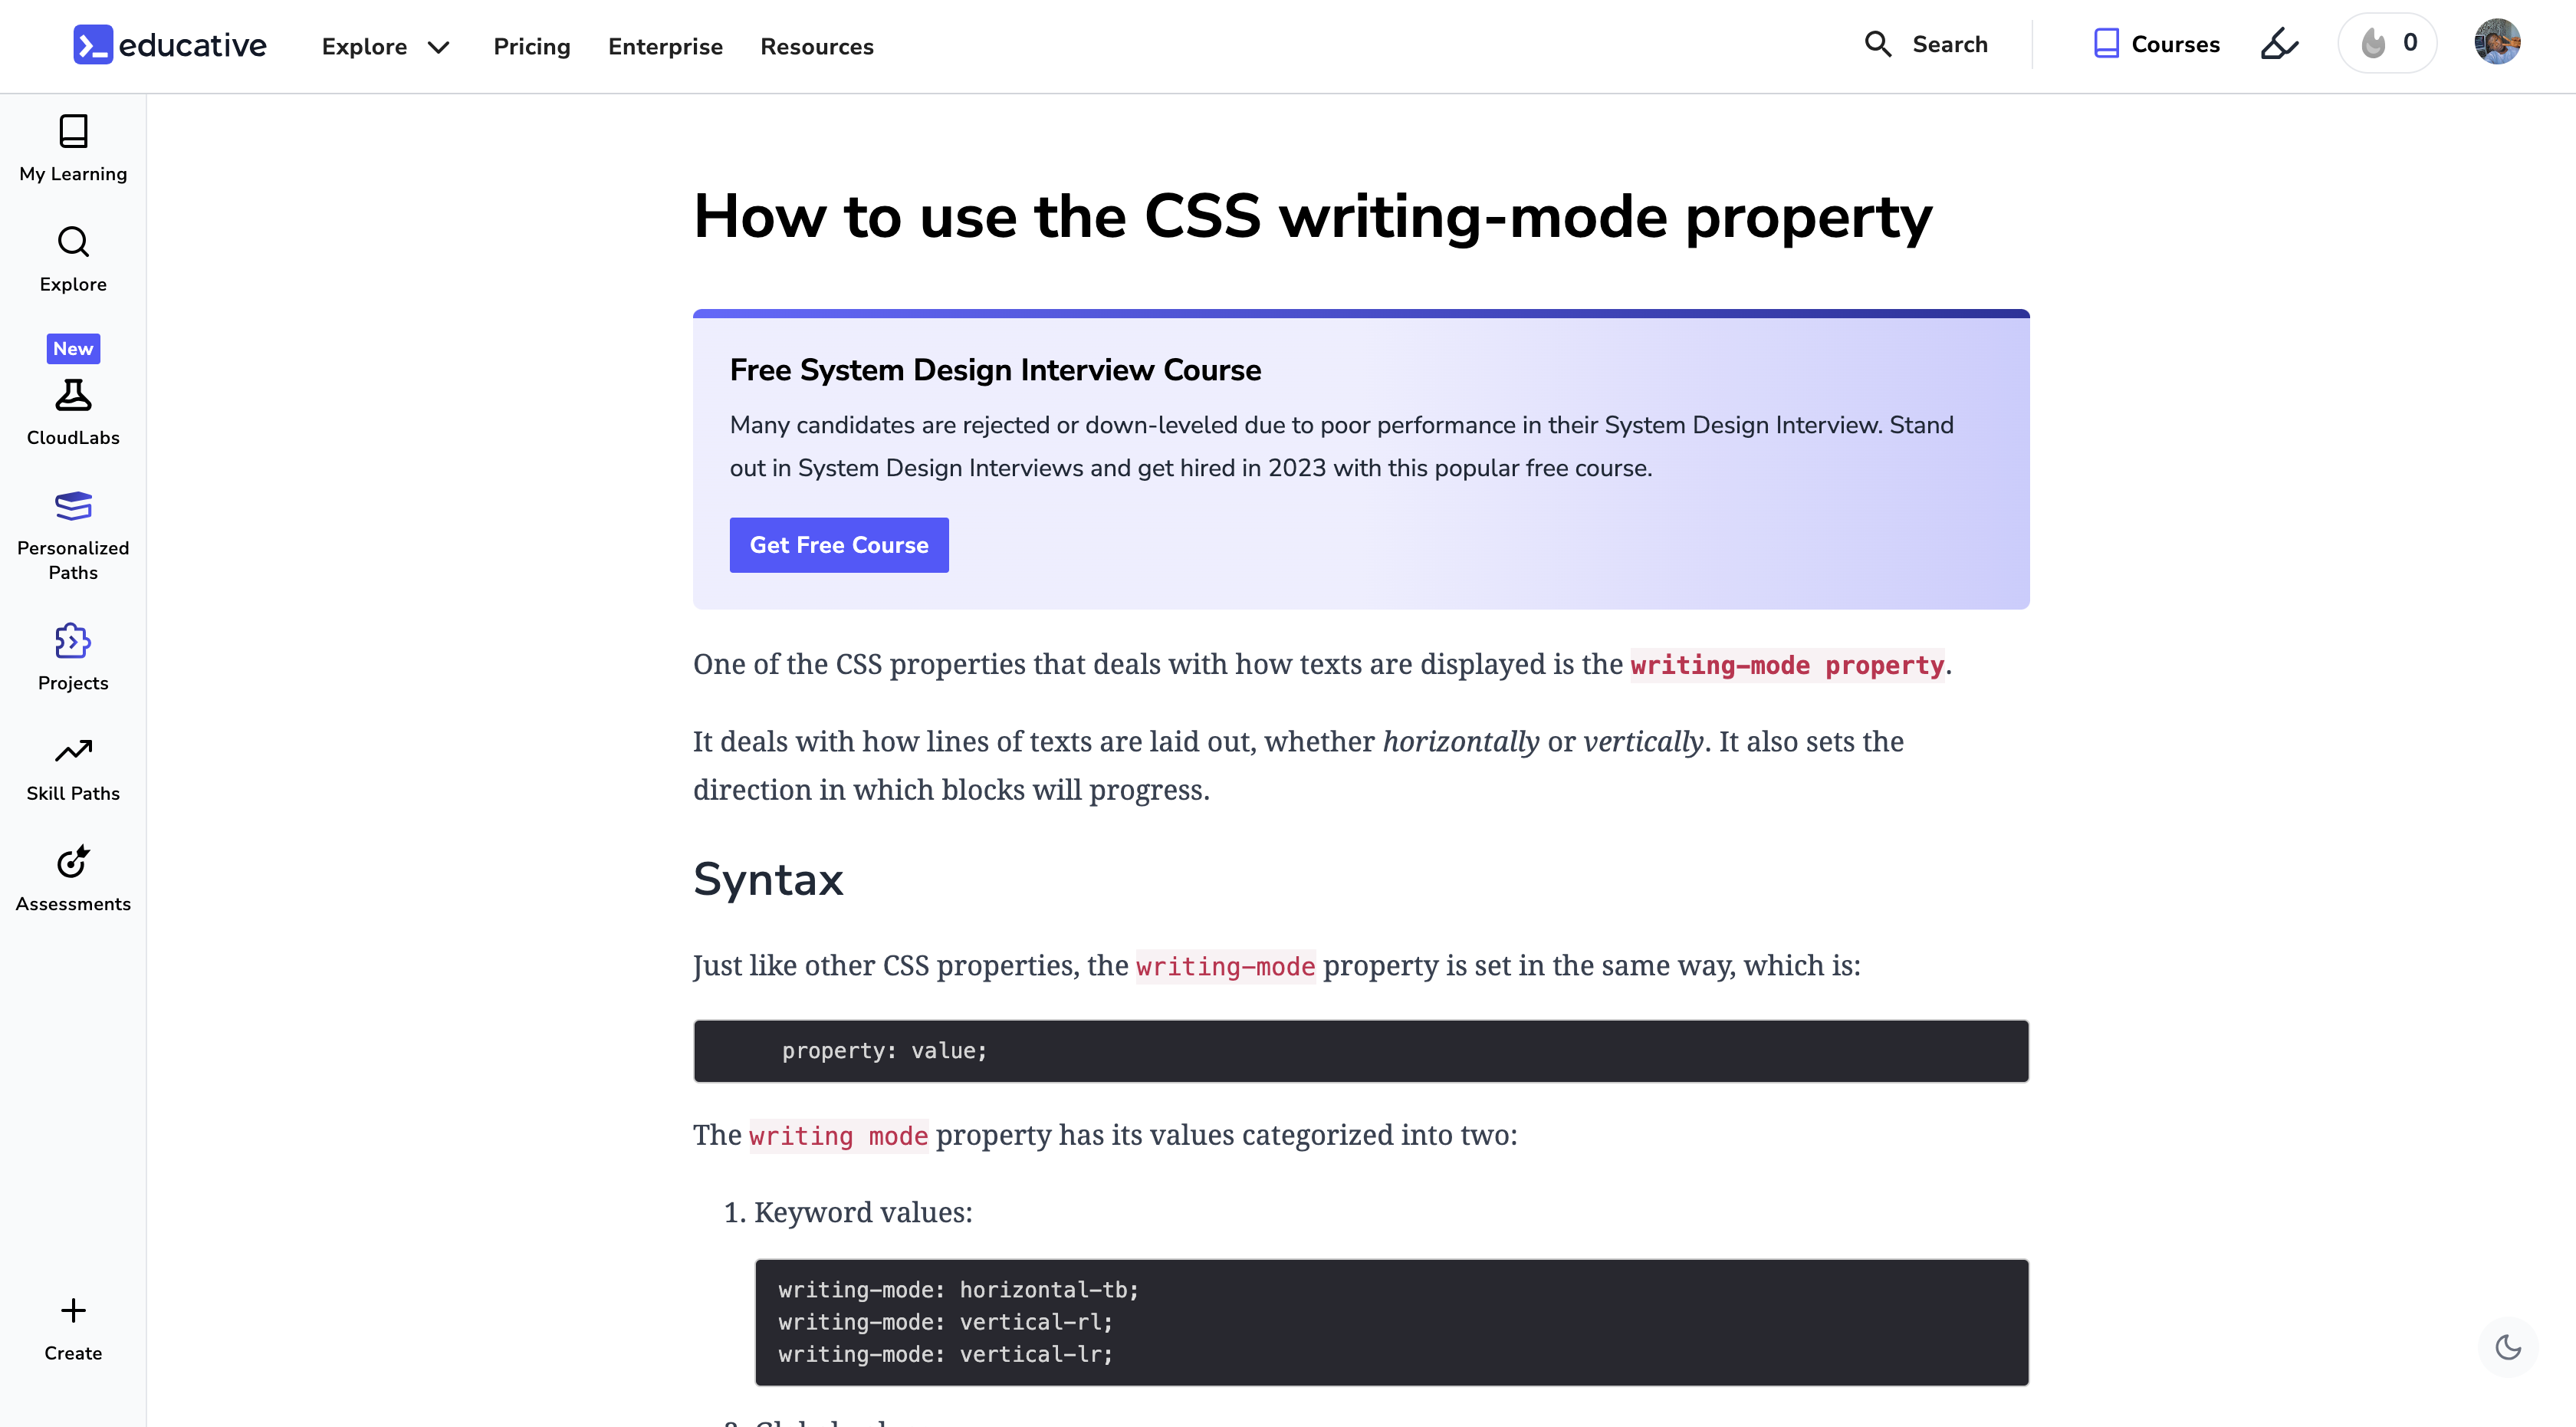 educative
Explore
Pricing
Enterprise
Resources
Search
Courses
0
My Learning
Explore
New
CloudLabs
Personalized
Paths
Projects
Skill Paths
Assessments
Create
How to use the CSS writing-mode property
Free System Design Interview Course
Many candidates are rejected or down-leveled due to poor performance in their System Design Interview. Stand
out in System Design Interviews and get hired in 2023 with this popular free course.
Get Free Course
One of the CSS properties that deals with how texts are displayed is the writing-mode property.
It deals with how lines of texts are laid out, whether horizontally or vertically. It also sets the
direction in which blocks will progress.
Syntax
Just like other CSS properties, the writing-mode property is set in the same way, which is:
property: value;
The writing mode property has its values categorized into two:
1. Keyword values:
writing-mode: horizontal-tb;
writing-mode: vertical-rl;
writing-mode: vertical-lr;